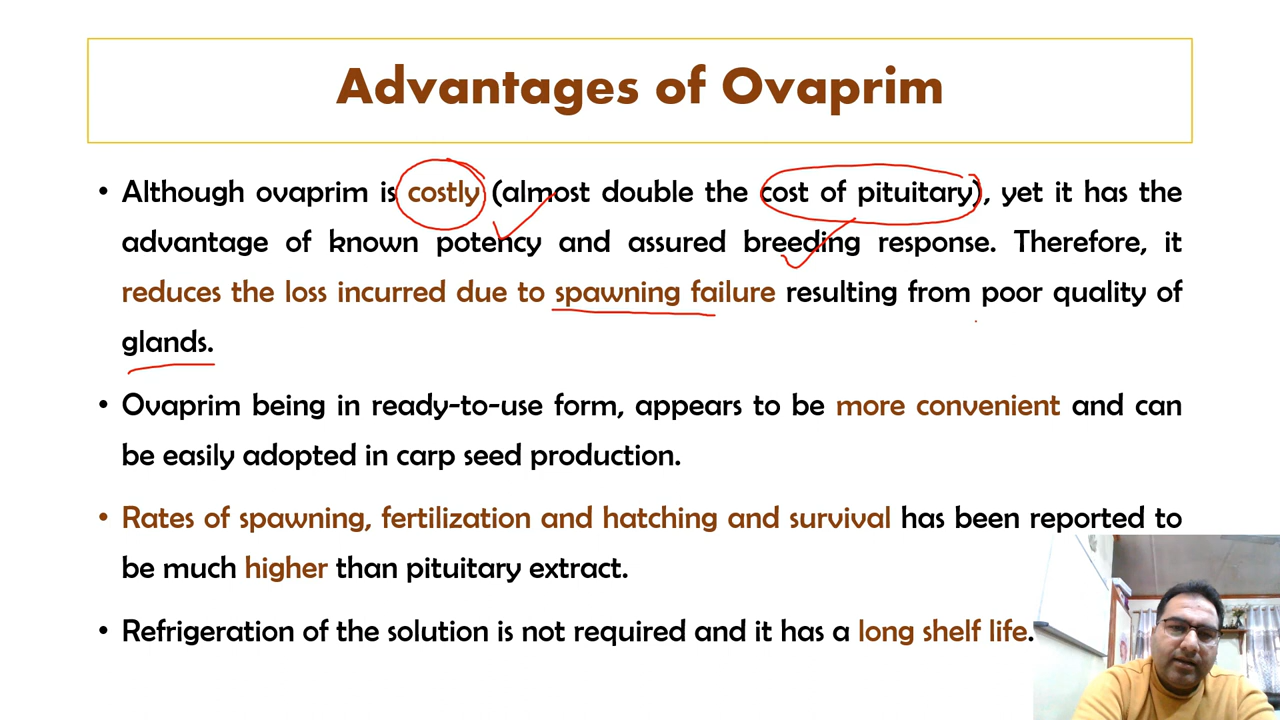 Advantages of Ovaprim
• Although ovaprim is costly (almost double the cost of pituitary), yet it has the
advantage of known potency and assured breeding response. Therefore, it
reduces the loss incurred due to spawning failure resulting from poor quality of
glands.
• Ovaprim being in ready-to-use form, appears to be more convenient and can
be easily adopted in carp seed production.
• Rates of spawning, fertilization and hatching and survival has been reported to
be much higher than pituitary extract.
• Refrigeration of the solution is not required and it has a long shelf life.